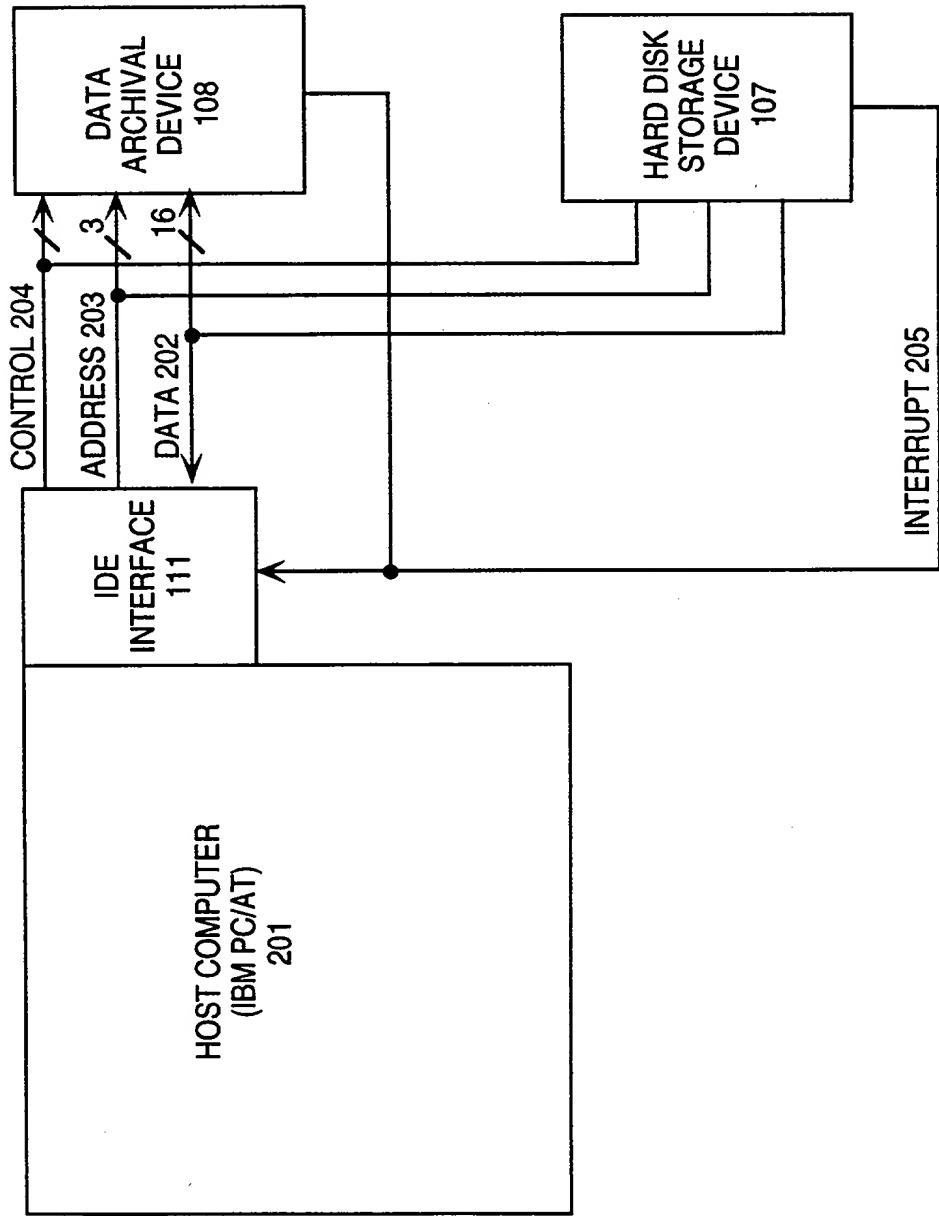 HOST COMPUTER
(IBM PC/AT)
201
IDE
INTERFACE
111
CONTROL 204
ADDRESS 203
3
DATA 202
16
DATA
ARCHIVAL
DEVICE
108
HARD DISK
STORAGE
DEVICE
107
INTERRUPT 205